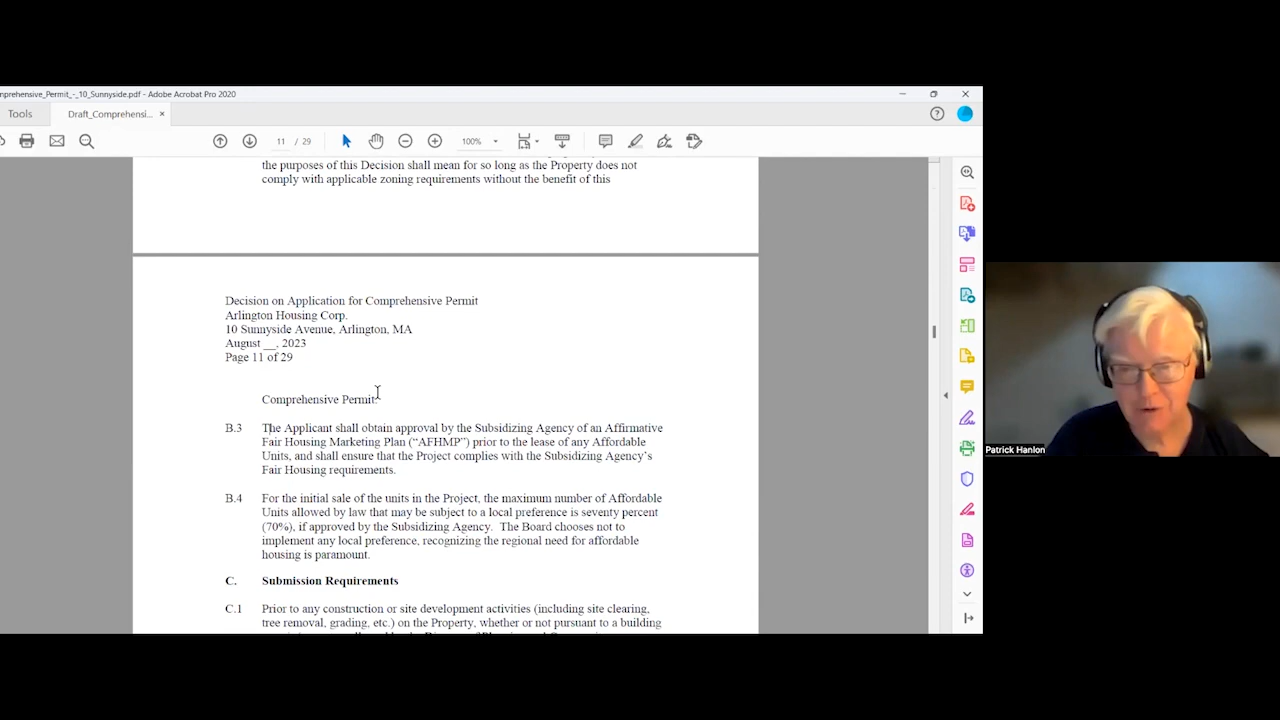 nprehensive_Permit_-_10_Sunnyside.pdf - Adobe Acrobat Pro 2020
Tools
Draft_Comprehensi...
11 / 29
100%
the purposes of this Decision shall mean for so long as the Property does not
comply with applicable zoning requirements without the benefit of this
Decision on Application for Comprehensive Permit
Arlington Housing Corp.
10 Sunnyside Avenue, Arlington, MA
August __, 2023
Page 11 of 29
Comprehensive Permit.
B.3 The Applicant shall obtain approval by the Subsidizing Agency of an Affirmative
Fair Housing Marketing Plan (“AFHMP”) prior to the lease of any Affordable
Units, and shall ensure that the Project complies with the Subsidizing Agency’s
Fair Housing requirements.
B.4 For the initial sale of the units in the Project, the maximum number of Affordable
Units allowed by law that may be subject to a local preference is seventy percent
(70%), if approved by the Subsidizing Agency. The Board chooses not to
implement any local preference, recognizing the regional need for affordable
housing is paramount.
C. Submission Requirements
C.1 Prior to any construction or site development activities (including site clearing,
tree removal, grading, etc.) on the Property, whether or not pursuant to a building
Patrick Hanlon